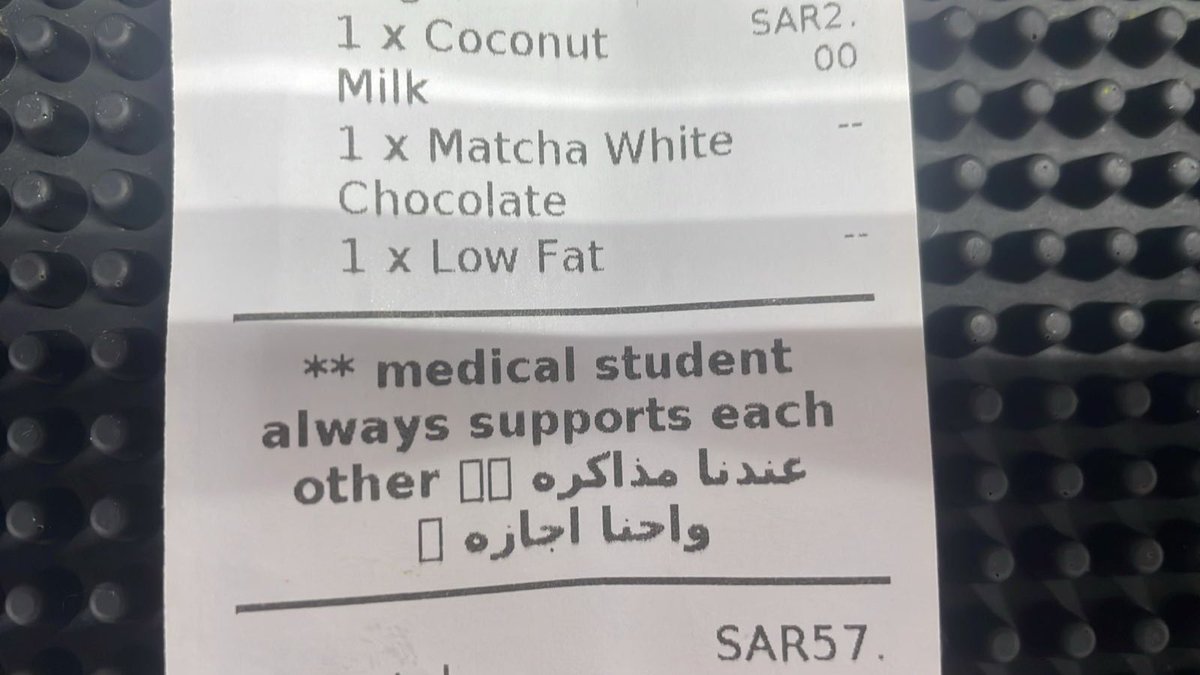 1 x Coconut SAR2.
Milk 00
1 x Matcha White --
Chocolate
1 x Low Fat --
** medical student
always supports each
other □□ عندنا مذاكره
واحنا اجازه □
SAR57.